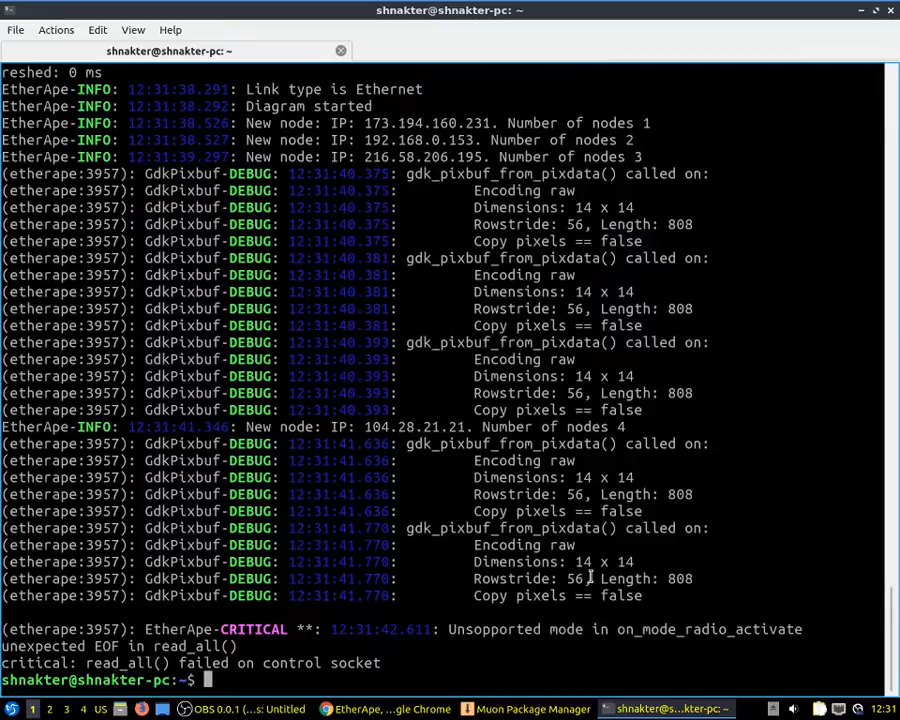 shnakter@shnakter-pc: ~
File Actions Edit View Help
shnakter@shnakter-pc: ~
reshed: 0 ms
EtherApe-INFO: 12:31:38.291: Link type is Ethernet
EtherApe-INFO: 12:31:38.292: Diagram started
EtherApe-INFO: 12:31:38.526: New node: IP: 173.194.160.231. Number of nodes 1
EtherApe-INFO: 12:31:38.527: New node: IP: 192.168.0.153. Number of nodes 2
EtherApe-INFO: 12:31:39.297: New node: IP: 216.58.206.195. Number of nodes 3
(etherape:3957): GdkPixbuf-DEBUG: 12:31:40.375: gdk_pixbuf_from_pixdata() called on:
(etherape:3957): GdkPixbuf-DEBUG: 12:31:40.375: Encoding raw
(etherape:3957): GdkPixbuf-DEBUG: 12:31:40.375: Dimensions: 14 x 14
(etherape:3957): GdkPixbuf-DEBUG: 12:31:40.375: Rowstride: 56, Length: 808
(etherape:3957): GdkPixbuf-DEBUG: 12:31:40.375: Copy pixels == false
(etherape:3957): GdkPixbuf-DEBUG: 12:31:40.381: gdk_pixbuf_from_pixdata() called on:
(etherape:3957): GdkPixbuf-DEBUG: 12:31:40.381: Encoding raw
(etherape:3957): GdkPixbuf-DEBUG: 12:31:40.381: Dimensions: 14 x 14
(etherape:3957): GdkPixbuf-DEBUG: 12:31:40.381: Rowstride: 56, Length: 808
(etherape:3957): GdkPixbuf-DEBUG: 12:31:40.381: Copy pixels == false
(etherape:3957): GdkPixbuf-DEBUG: 12:31:40.393: gdk_pixbuf_from_pixdata() called on:
(etherape:3957): GdkPixbuf-DEBUG: 12:31:40.393: Encoding raw
(etherape:3957): GdkPixbuf-DEBUG: 12:31:40.393: Dimensions: 14 x 14
(etherape:3957): GdkPixbuf-DEBUG: 12:31:40.393: Rowstride: 56, Length: 808
(etherape:3957): GdkPixbuf-DEBUG: 12:31:40.393: Copy pixels == false
EtherApe-INFO: 12:31:41.346: New node: IP: 104.28.21.21. Number of nodes 4
(etherape:3957): GdkPixbuf-DEBUG: 12:31:41.636: gdk_pixbuf_from_pixdata() called on:
(etherape:3957): GdkPixbuf-DEBUG: 12:31:41.636: Encoding raw
(etherape:3957): GdkPixbuf-DEBUG: 12:31:41.636: Dimensions: 14 x 14
(etherape:3957): GdkPixbuf-DEBUG: 12:31:41.636: Rowstride: 56, Length: 808
(etherape:3957): GdkPixbuf-DEBUG: 12:31:41.636: Copy pixels == false
(etherape:3957): GdkPixbuf-DEBUG: 12:31:41.770: gdk_pixbuf_from_pixdata() called on:
(etherape:3957): GdkPixbuf-DEBUG: 12:31:41.770: Encoding raw
(etherape:3957): GdkPixbuf-DEBUG: 12:31:41.770: Dimensions: 14 x 14
(etherape:3957): GdkPixbuf-DEBUG: 12:31:41.770: Rowstride: 56, Length: 808
(etherape:3957): GdkPixbuf-DEBUG: 12:31:41.770: Copy pixels == false
(etherape:3957): EtherApe-CRITICAL **: 12:31:42.611: Unsopported mode in on_mode_radio_activate
unexpected EOF in read_all()
critical: read_all() failed on control socket
shnakter@shnakter-pc:~$
1 2 3 4 US OBS 0.0.1 (...s: Untitled EtherApe, ...gle Chrome Muon Package Manager shnakter@s...kter-pc: ~ 12:31